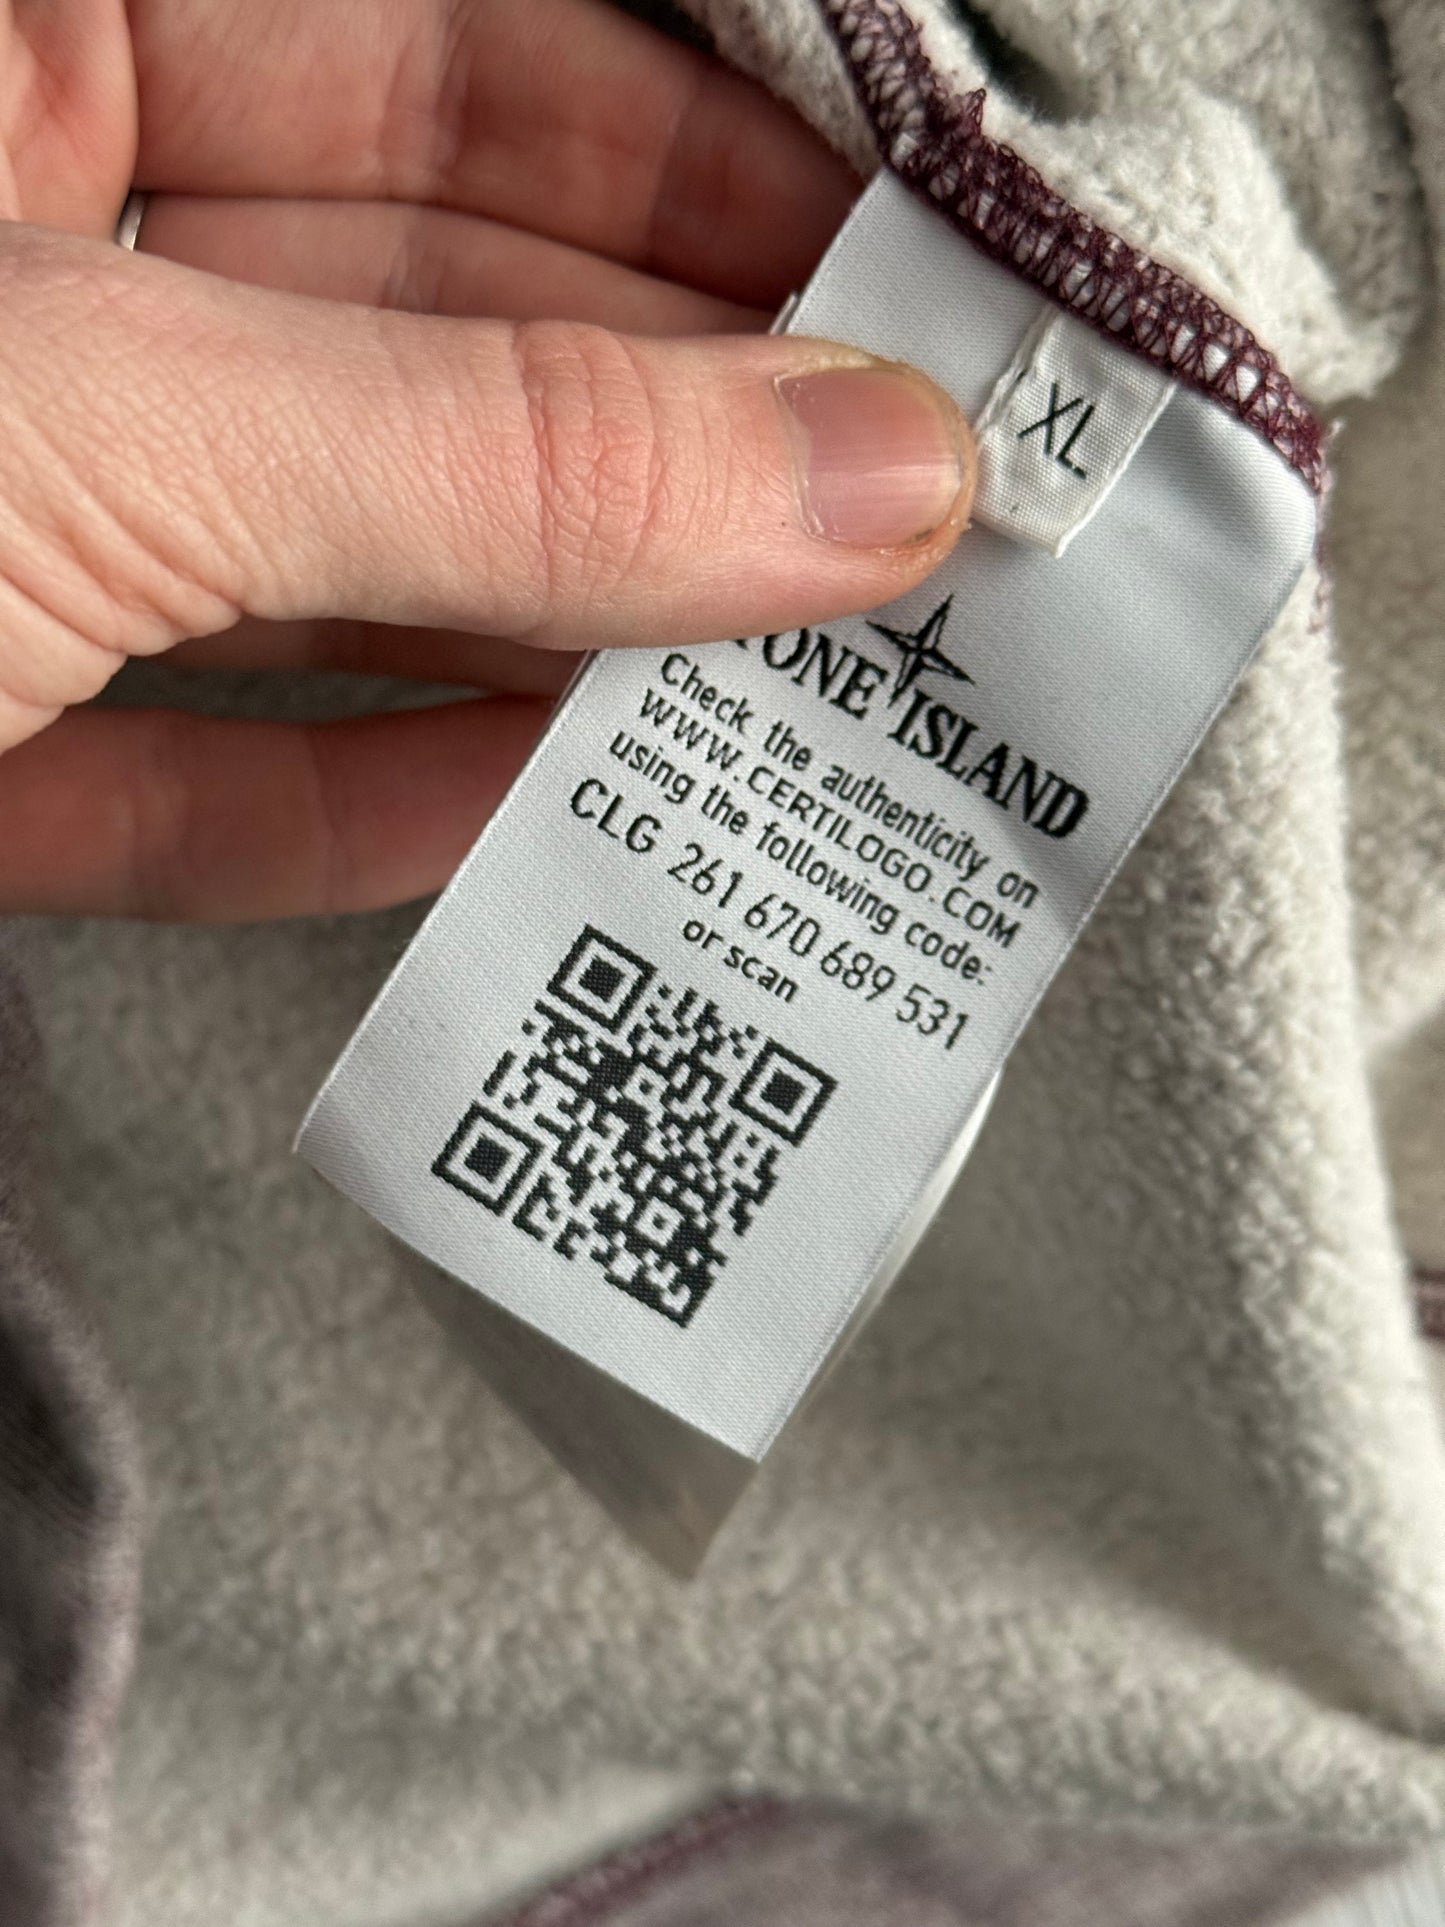 XL
STONE ISLAND
Check the authenticity on
WWW.CERTILOGO.COM
using the following code:
CLG 261 670 689 531
or scan